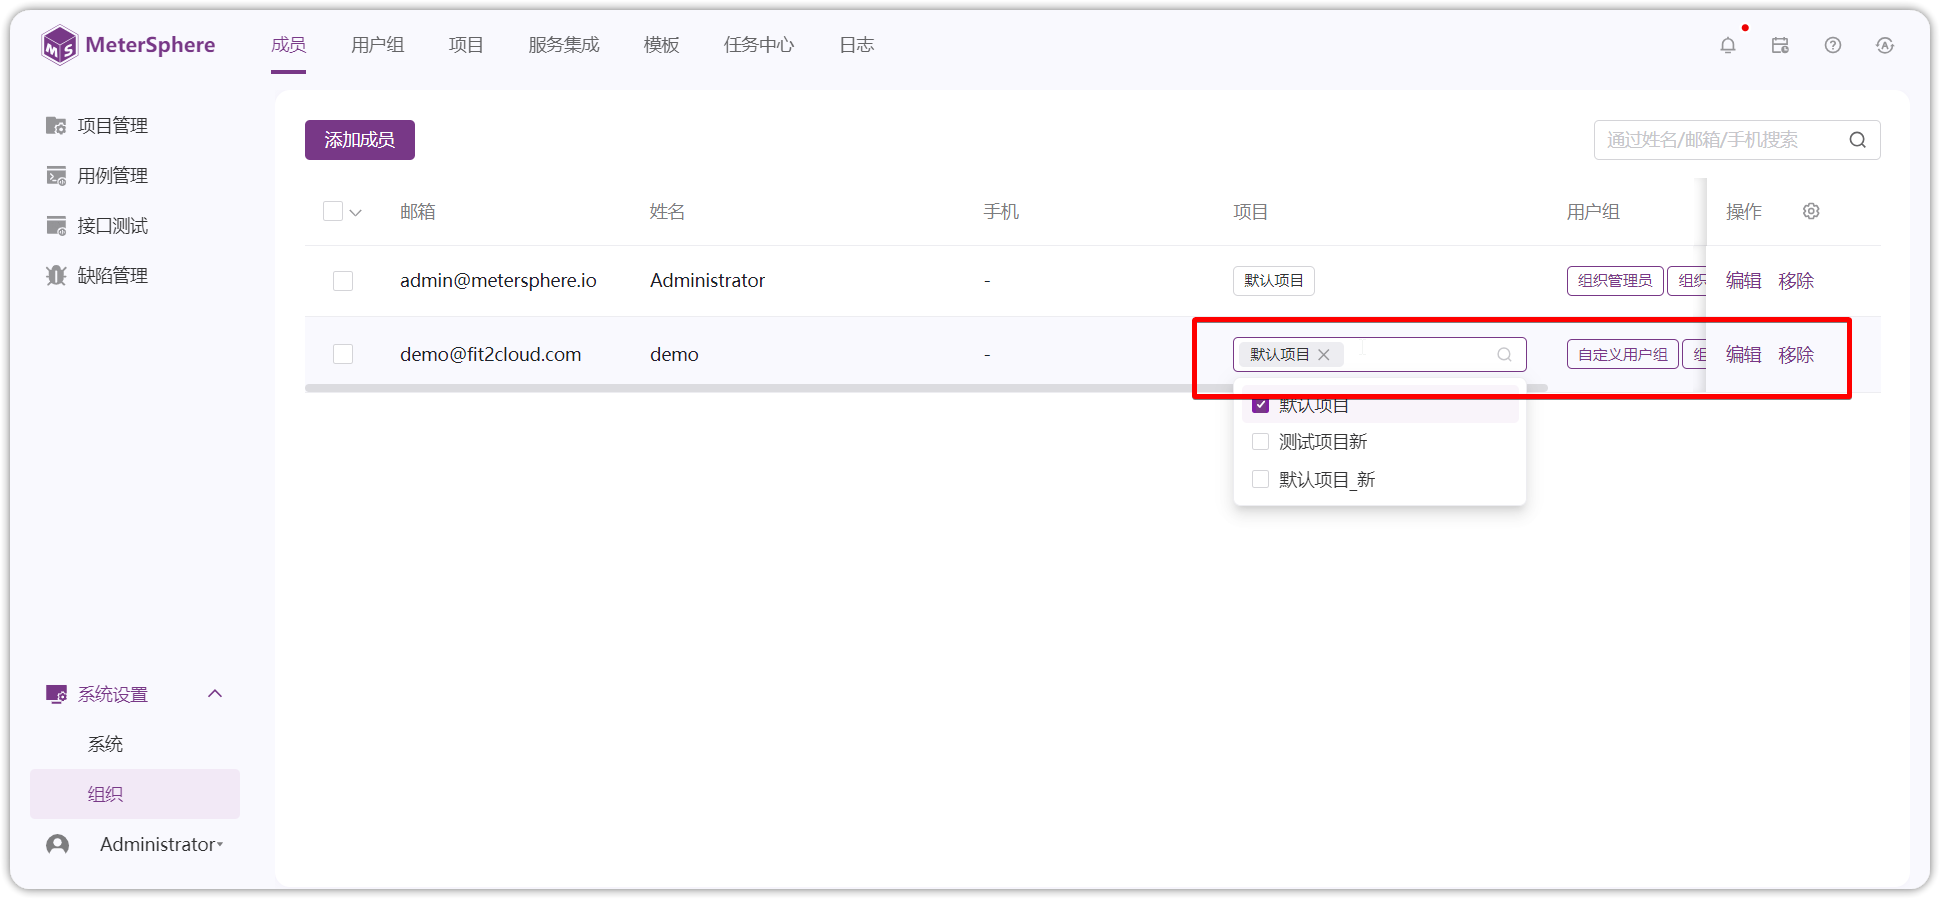 MeterSphere
成员 用户组 项目 服务集成 模板 任务中心 日志
项目管理
用例管理
接口测试
缺陷管理
添加成员
通过姓名/邮箱/手机搜索
邮箱 姓名 手机 项目 用户组 操作
admin@metersphere.io Administrator - 默认项目 组织管理员 组织 编辑 移除
demo@fit2cloud.com demo - 默认项目 自定义用户组 组 编辑 移除
默认项目
测试项目新
默认项目_新
系统设置
系统
组织
Administrator